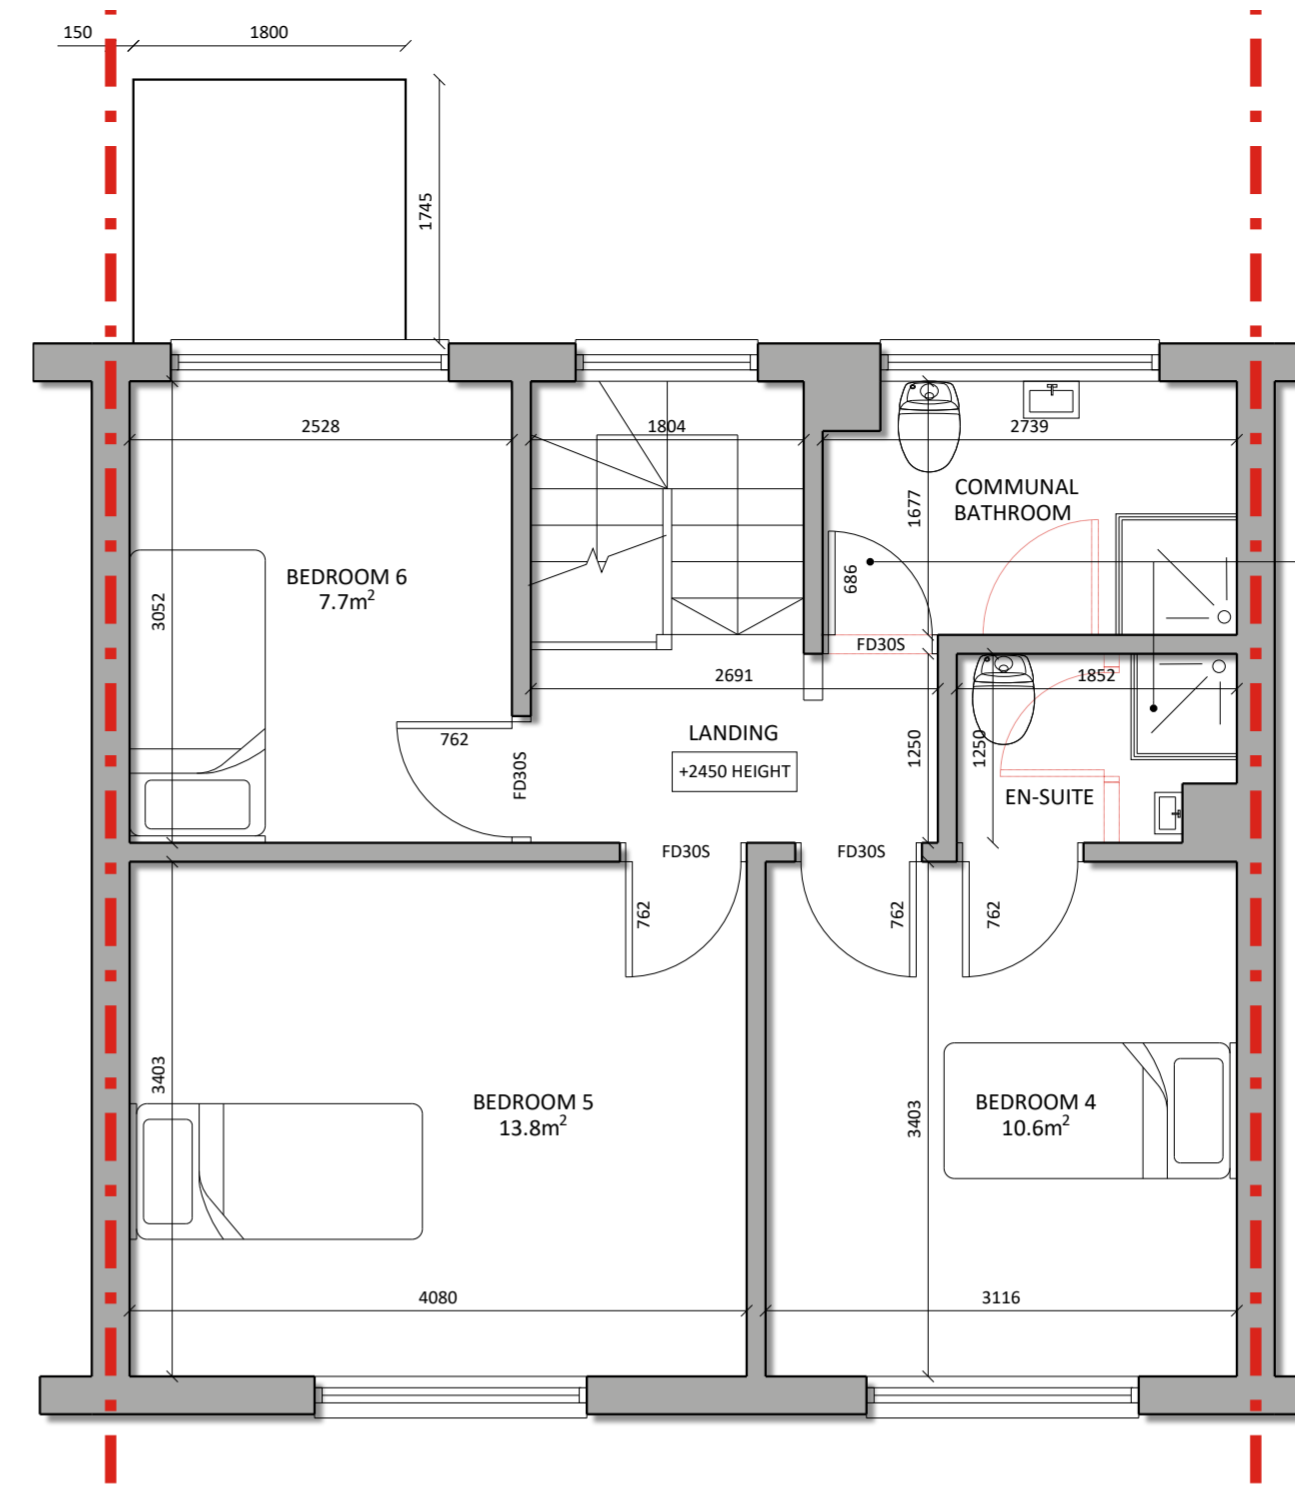 150
1800
1745
2528
1804
2739
COMMUNAL
BATHROOM
1677
BEDROOM 6
7.7m²
3052
686
FD30S
2691
1852
762
FD30S
LANDING
+2450 HEIGHT
1250
1250
EN-SUITE
FD30S
FD30S
762
762
762
3403
BEDROOM 5
13.8m²
3403
BEDROOM 4
10.6m²
4080
3116